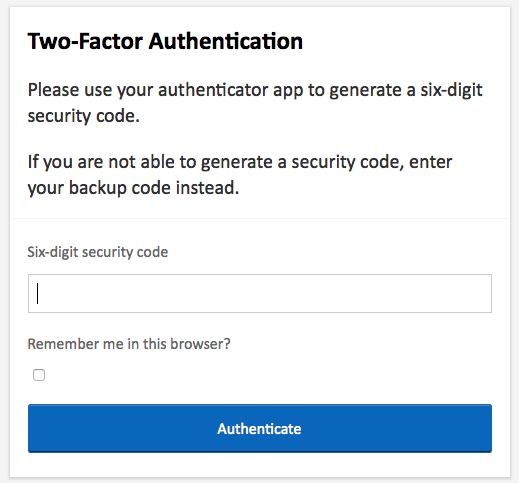 Two-Factor Authentication
Please use your authenticator app to generate a six-digit
security code.
If you are not able to generate a security code, enter
your backup code instead.
Six-digit security code
Remember me in this browser?
Authenticate